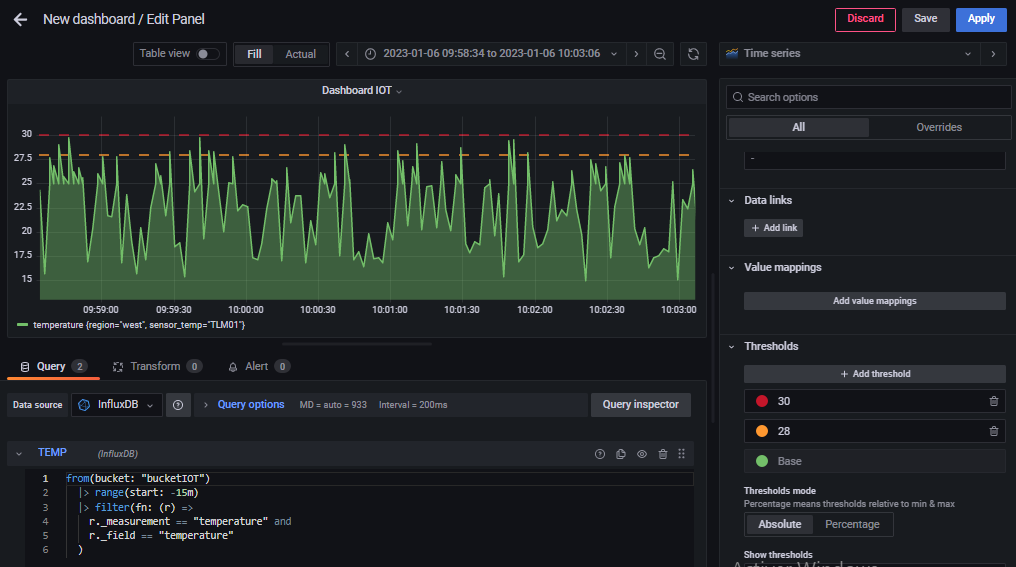 New dashboard / Edit Panel
Discard Save Apply
Table view Fill Actual 2023-01-06 09:58:34 to 2023-01-06 10:03:06 Time series
Dashboard IOT
Search options
All Overrides
-
30
27.5
25
22.5
20
17.5
15
09:59:00 09:59:30 10:00:00 10:00:30 10:01:00 10:01:30 10:02:00 10:02:30 10:03:00
temperature {region="west", sensor_temp="TLM01"}
Data links
+ Add link
Value mappings
Add value mappings
Thresholds
+ Add threshold
30
28
Base
Thresholds mode
Percentage means thresholds relative to min & max
Absolute Percentage
Show thresholds
Query 2 Transform 0 Alert 0
Data source InfluxDB Query options MD = auto = 933 Interval = 200ms Query inspector
TEMP (InfluxDB)
1 from(bucket: "bucketIOT")
2 |> range(start: -15m)
3 |> filter(fn: (r) =>
4 r._measurement == "temperature" and
5 r._field == "temperature"
6 )